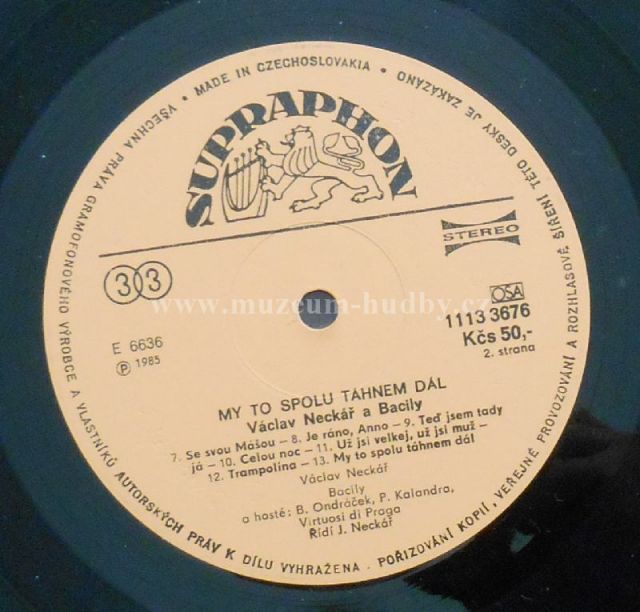 VŠECHNA PRÁVA GRAMOFONOVÉHO VÝROBCE A VLASTNÍKŮ AUTORSKÝCH PRÁV K DÍLU VYHRAŽENA. POŘIZOVÁNÍ KOPIÍ, VEŘEJNÉ PROVOZOVÁNÍ A ROZHLASOVÉ ŠÍŘENÍ TÉTO DESKY JE ZAKÁZÁNO • MADE IN CZECHOSLOVAKIA •
SUPRAPHON
STEREO
33
www.muzeum-hudby.cz
OSA
1113 3676
Kčs 50,-
2. strana
E 6636
Ⓟ 1985
MY TO SPOLU TÁHNEM DÁL
Václav Neckář a Bacily
7. Se svou Mášou – 8. Je ráno, Anno – 9. Teď jsem tady
já – 10. Celou noc – 11. Už jsi velkej, už jsi muž –
12. Trampolína – 13. My to spolu táhnem dál
Václav Neckář
Bacily
a hosté: B. Ondráček, P. Kalandra,
Virtuosi di Praga
Řídí J. Neckář